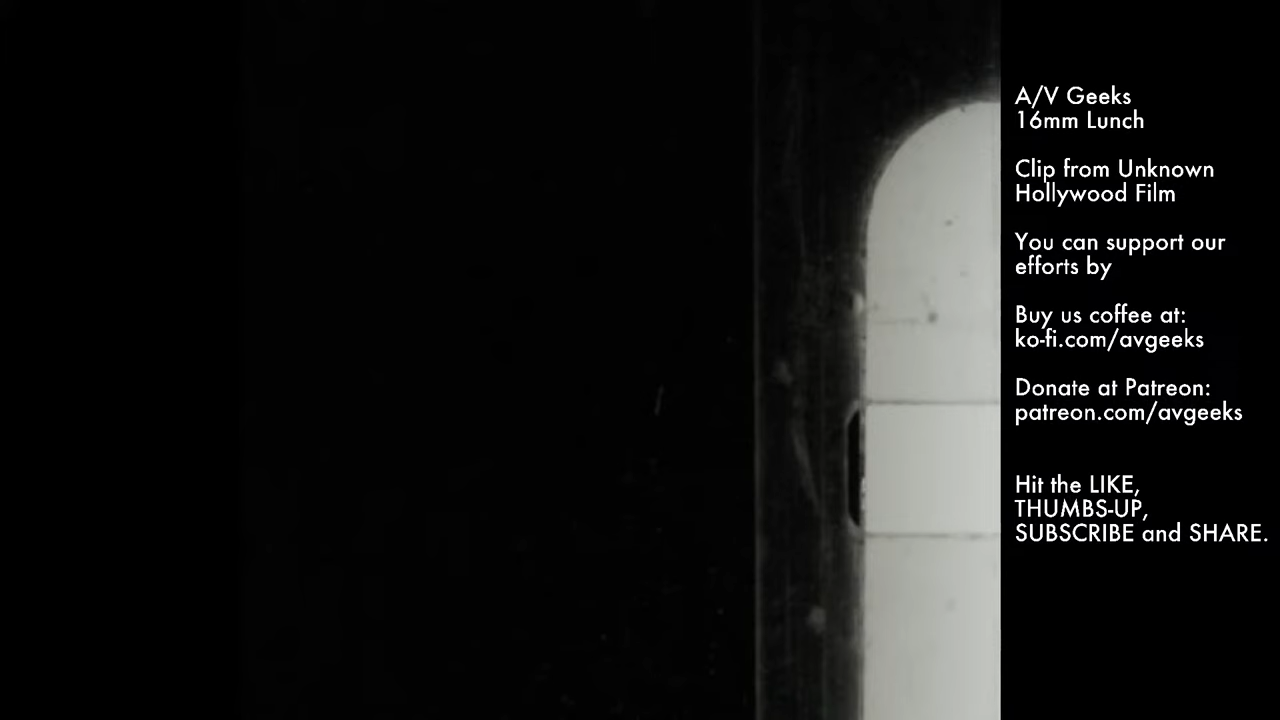 A/V Geeks
16mm Lunch
Clip from Unknown
Hollywood Film
You can support our
efforts by
Buy us coffee at:
ko-fi.com/avgeeks
Donate at Patreon:
patreon.com/avgeeks
Hit the LIKE,
THUMBS-UP,
SUBSCRIBE and SHARE.